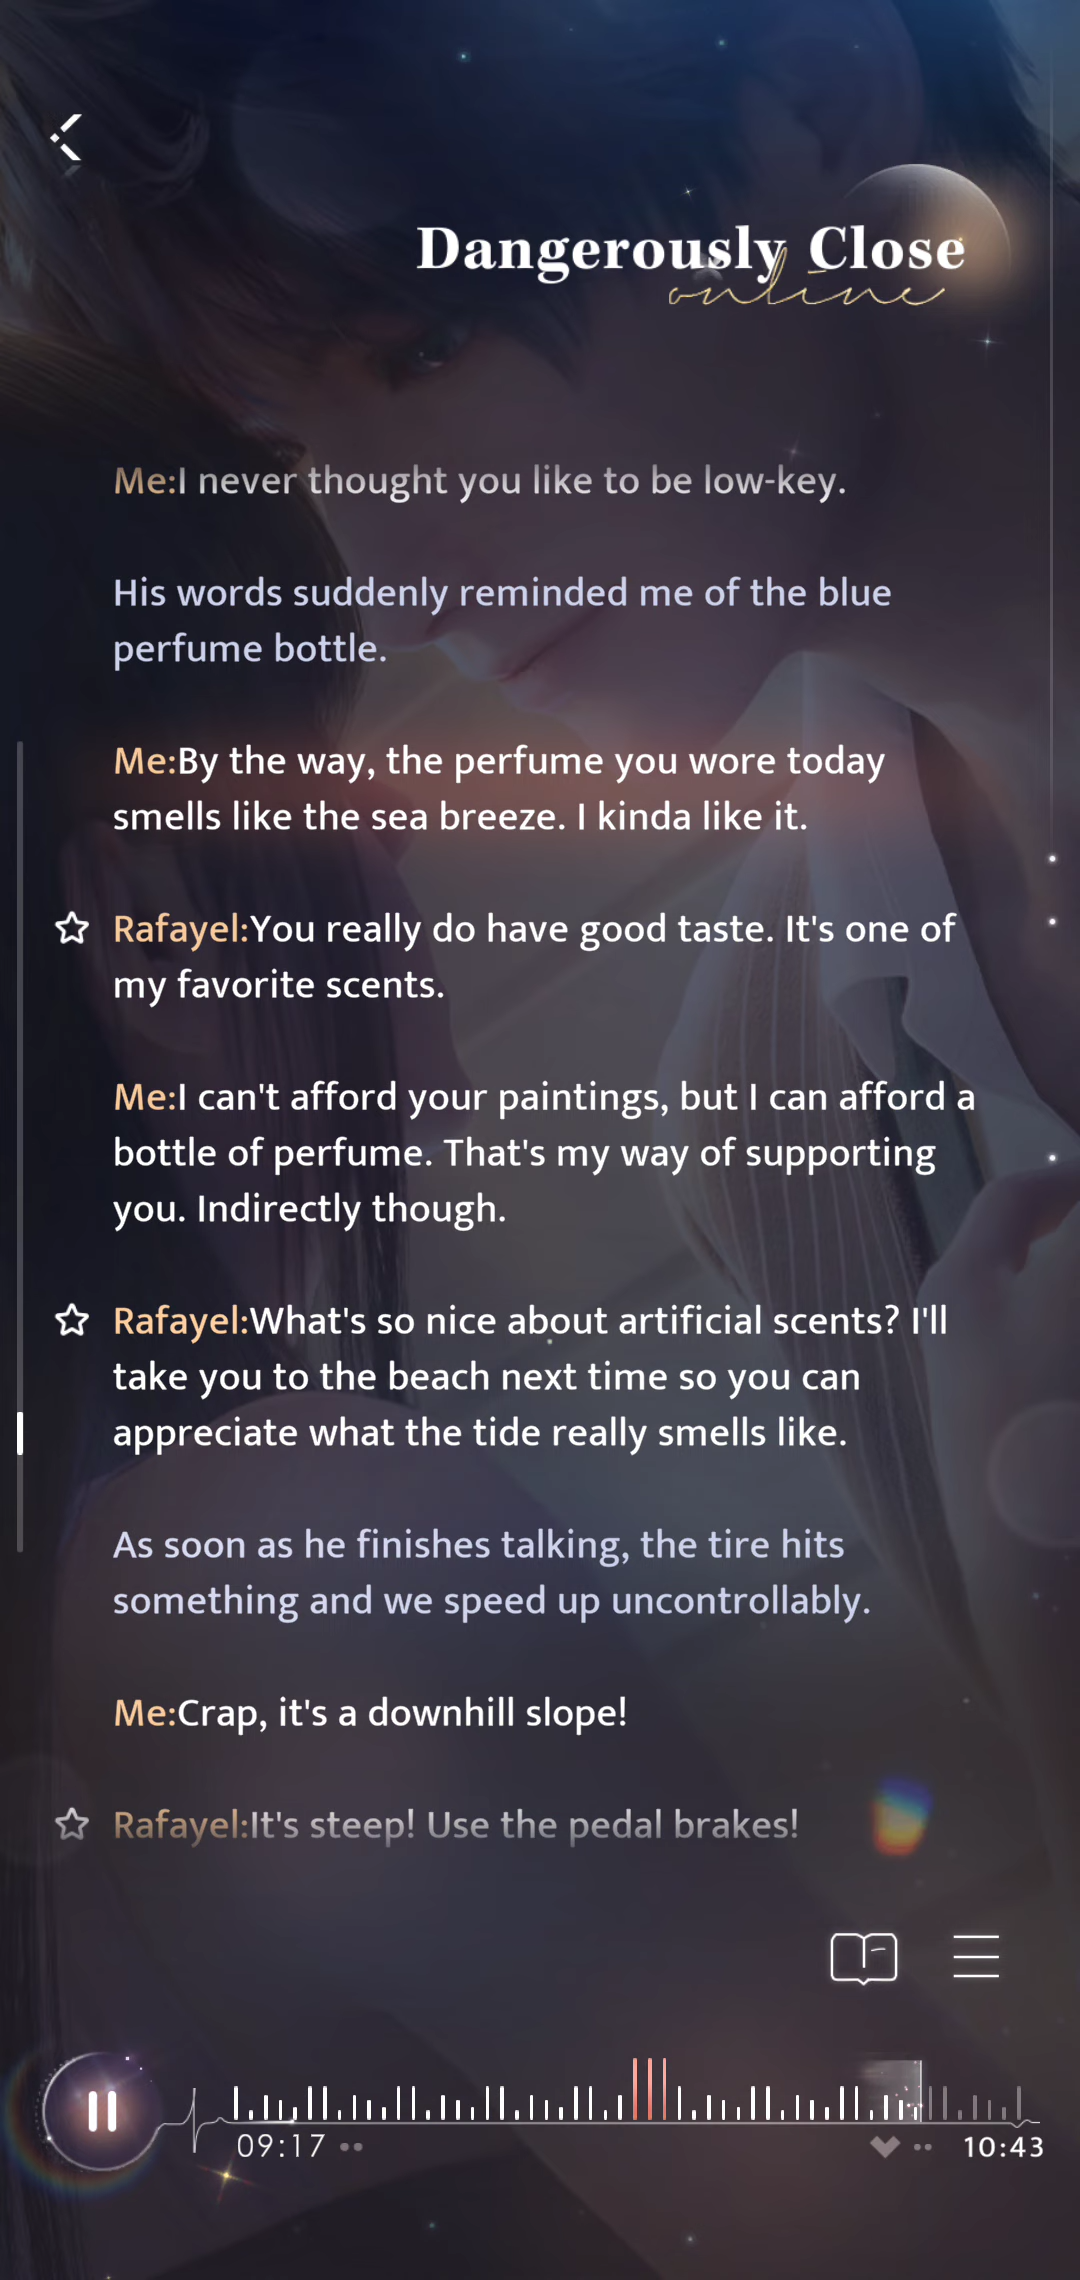 Dangerously Close
online
Me:I never thought you like to be low-key.
His words suddenly reminded me of the blue
perfume bottle.
Me:By the way, the perfume you wore today
smells like the sea breeze. I kinda like it.
Rafayel:You really do have good taste. It's one of
my favorite scents.
Me:I can't afford your paintings, but I can afford a
bottle of perfume. That's my way of supporting
you. Indirectly though.
Rafayel:What's so nice about artificial scents? I'll
take you to the beach next time so you can
appreciate what the tide really smells like.
As soon as he finishes talking, the tire hits
something and we speed up uncontrollably.
Me:Crap, it's a downhill slope!
Rafayel:It's steep! Use the pedal brakes!
09:17
10:43